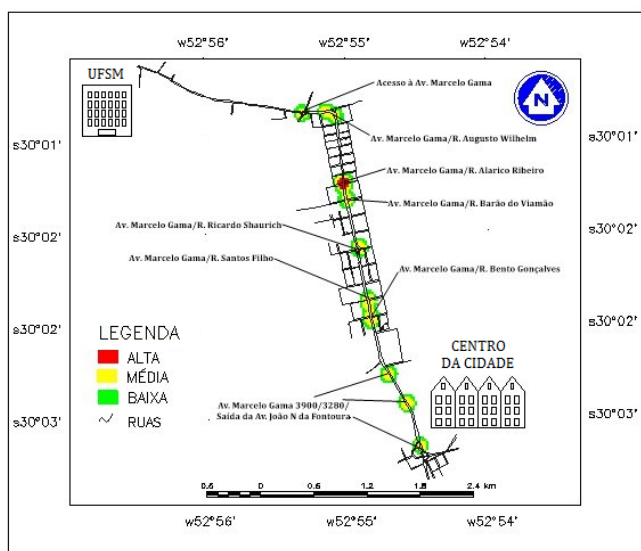 w52°56' w52°55' w52°54'
UFSM
Acesso à Av. Marcelo Gama
N
Av. Marcelo Gama/R. Augusto Wilhelm
s30°01' s30°01'
Av. Marcelo Gama/R. Alarico Ribeiro
Av. Marcelo Gama/R. Barão do Viamão
Av. Marcelo Gama/R. Ricardo Shaurich
s30°02' s30°02'
Av. Marcelo Gama/R. Santos Filho
Av. Marcelo Gama/R. Bento Gonçalves
s30°02' s30°02'
LEGENDA
ALTA
MÉDIA
BAIXA
RUAS
CENTRO
DA CIDADE
Av. Marcelo Gama 3900/3280/
Saída da Av. João N da Fontoura
s30°03' s30°03'
0.6 0 0.6 1.2 1.8 2.4 km
w52°56' w52°55' w52°54'